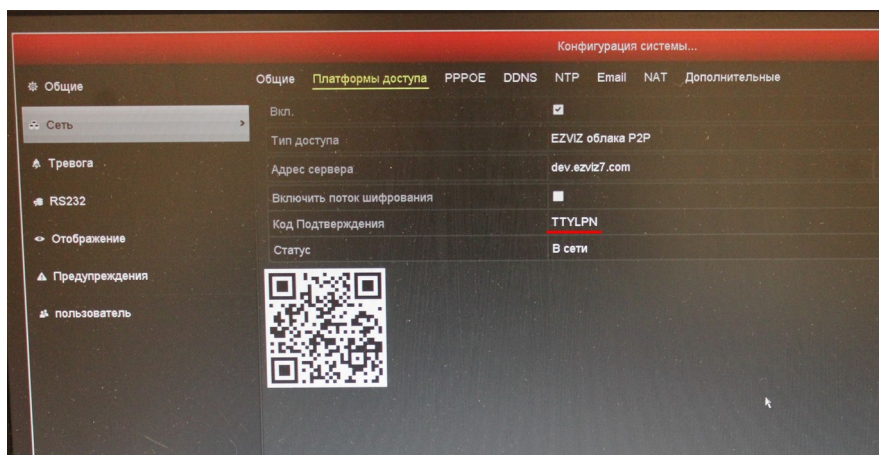 Конфигурация системы...
Общие
Сеть
Тревога
RS232
Отображение
Предупреждения
пользователь
Общие Платформы доступа PPPOE DDNS NTP Email NAT Дополнительные
Вкл.
Тип доступа EZVIZ облака P2P
Адрес сервера dev.ezviz7.com
Включить поток шифрования
Код Подтверждения TTYLPN
Статус В сети